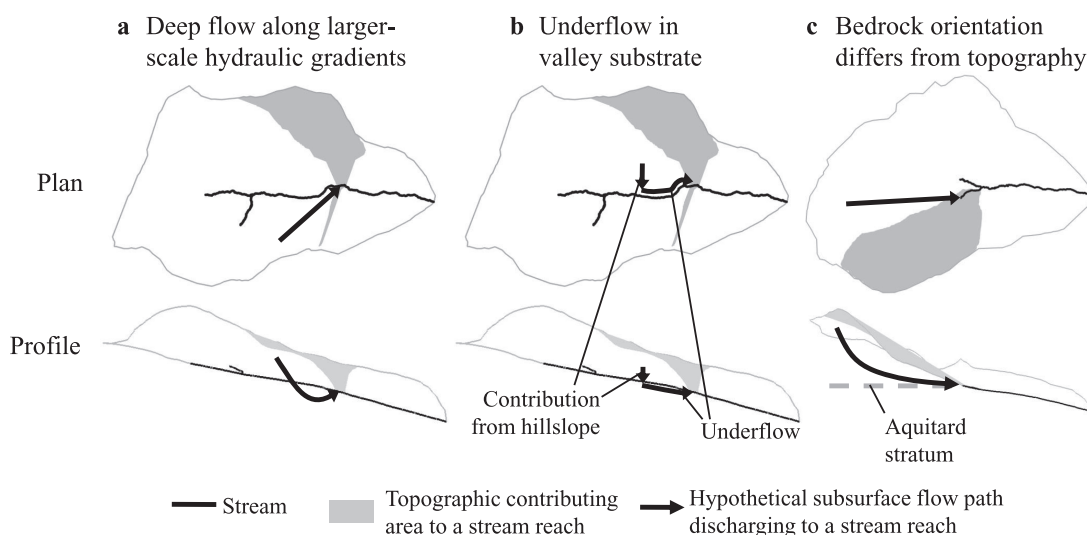 a Deep flow along larger-
scale hydraulic gradients
b Underflow in
valley substrate
c Bedrock orientation
differs from topography
Plan
Profile
Contribution
from hillslope
Underflow
Aquitard
stratum
Stream
Topographic contributing
area to a stream reach
Hypothetical subsurface flow path
discharging to a stream reach